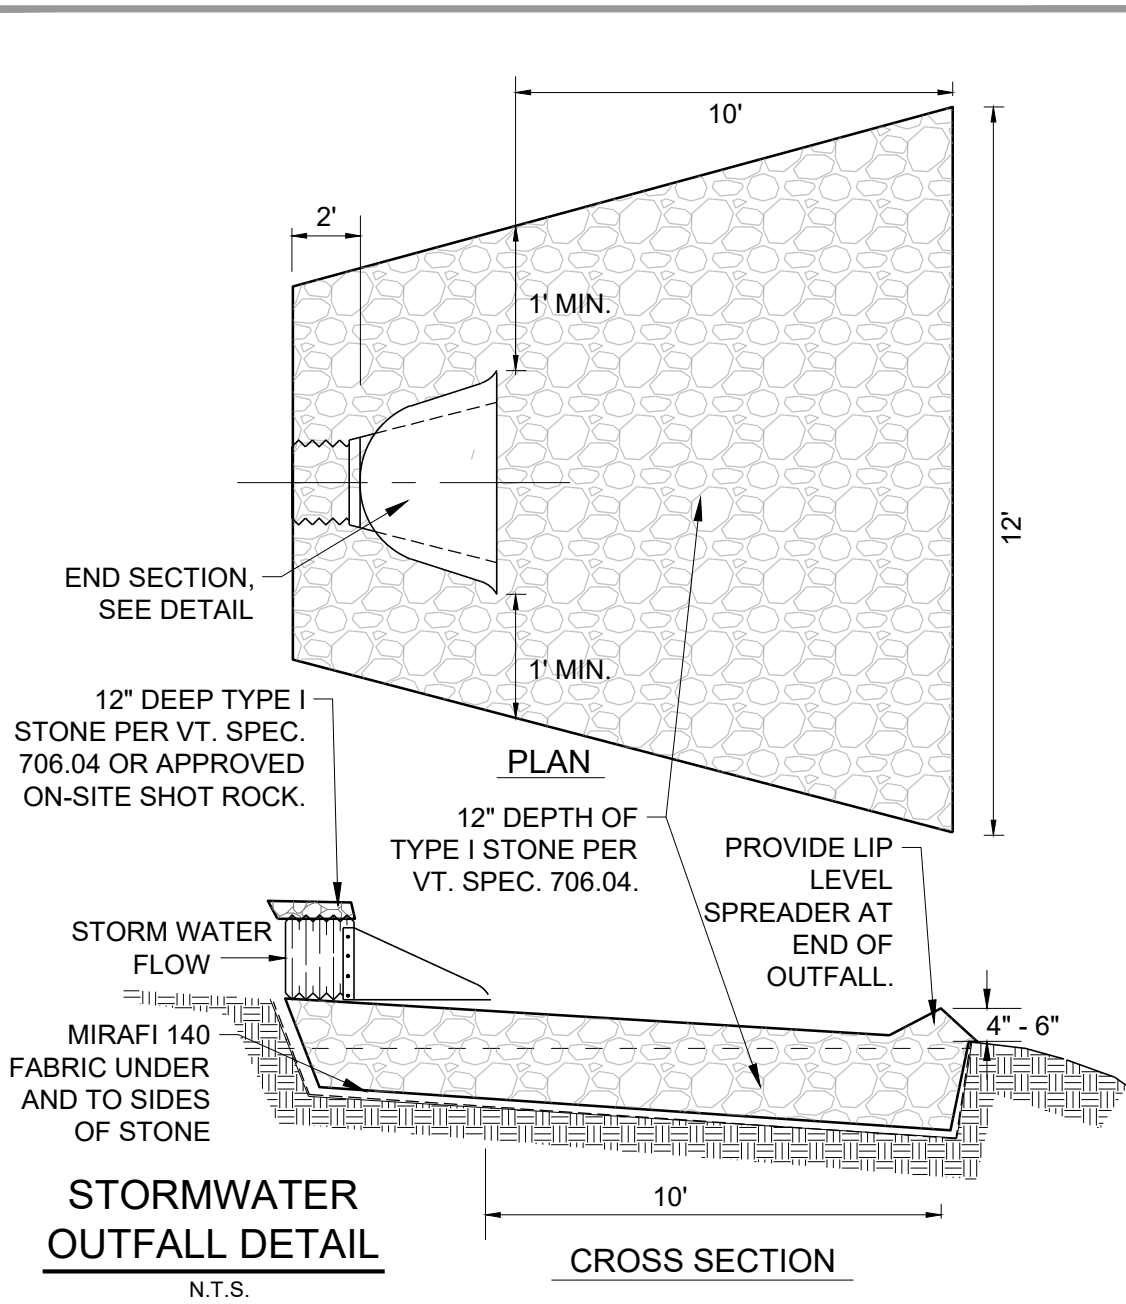 10'
2'
1' MIN.
12'
END SECTION,
SEE DETAIL
1' MIN.
12" DEEP TYPE I
STONE PER VT. SPEC.
706.04 OR APPROVED
ON-SITE SHOT ROCK.
PLAN
12" DEPTH OF
TYPE I STONE PER
VT. SPEC. 706.04.
PROVIDE LIP
LEVEL
SPREADER AT
END OF
OUTFALL.
STORM WATER
FLOW
4" - 6"
MIRAFI 140
FABRIC UNDER
AND TO SIDES
OF STONE
10'
CROSS SECTION
STORMWATER
OUTFALL DETAIL
N.T.S.